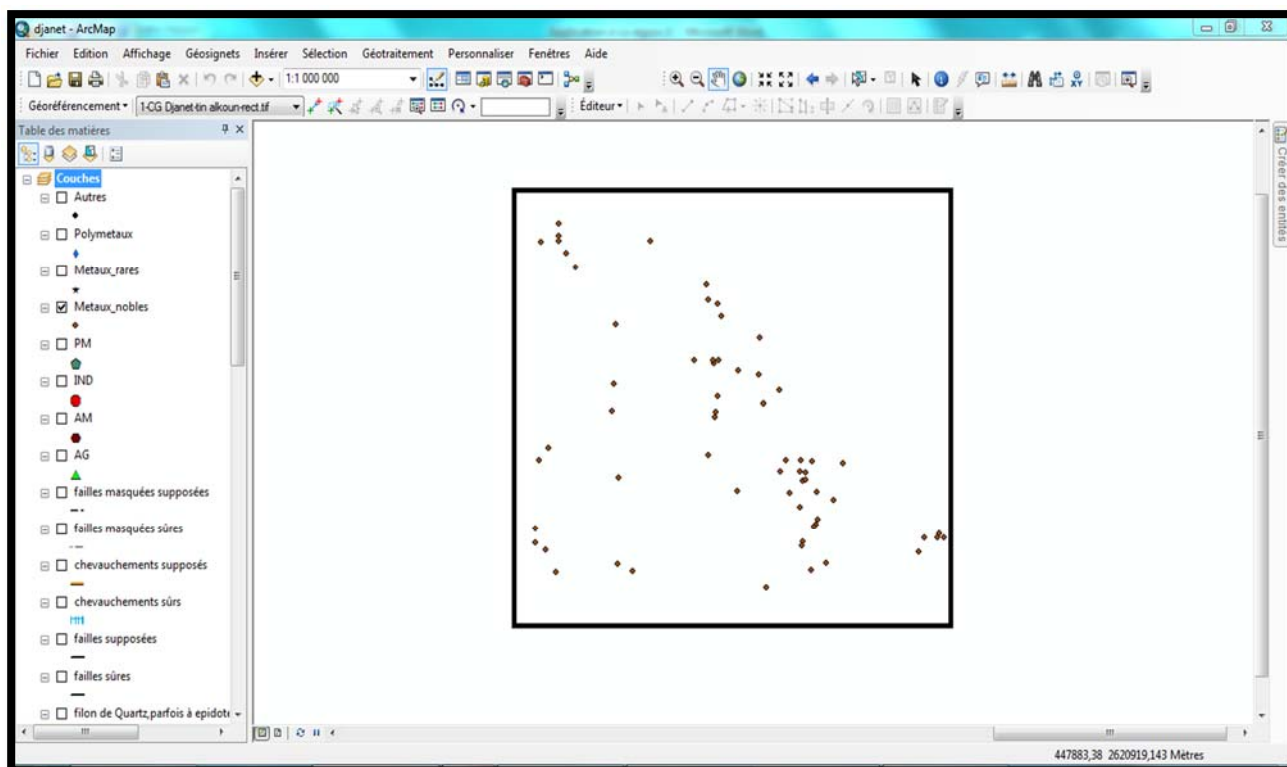 djanet - ArcMap
Fichier Edition Affichage Géosignets Insérer Sélection Géotraitement Personnaliser Fenêtres Aide
1:1 000 000
Géoréférencement 1-CG Djanet-tin alkoun-rect.tif Éditeur
Table des matières
Couches
Autres
Polymetaux
Metaux_rares
Metaux_nobles
PM
IND
AM
AG
failles masquées supposées
failles masquées sûres
chevauchements supposés
chevauchements sûrs
failles supposées
failles sûres
filon de Quartz,parfois à epidote
Créer des entités
447883,38 2620919,143 Mètres